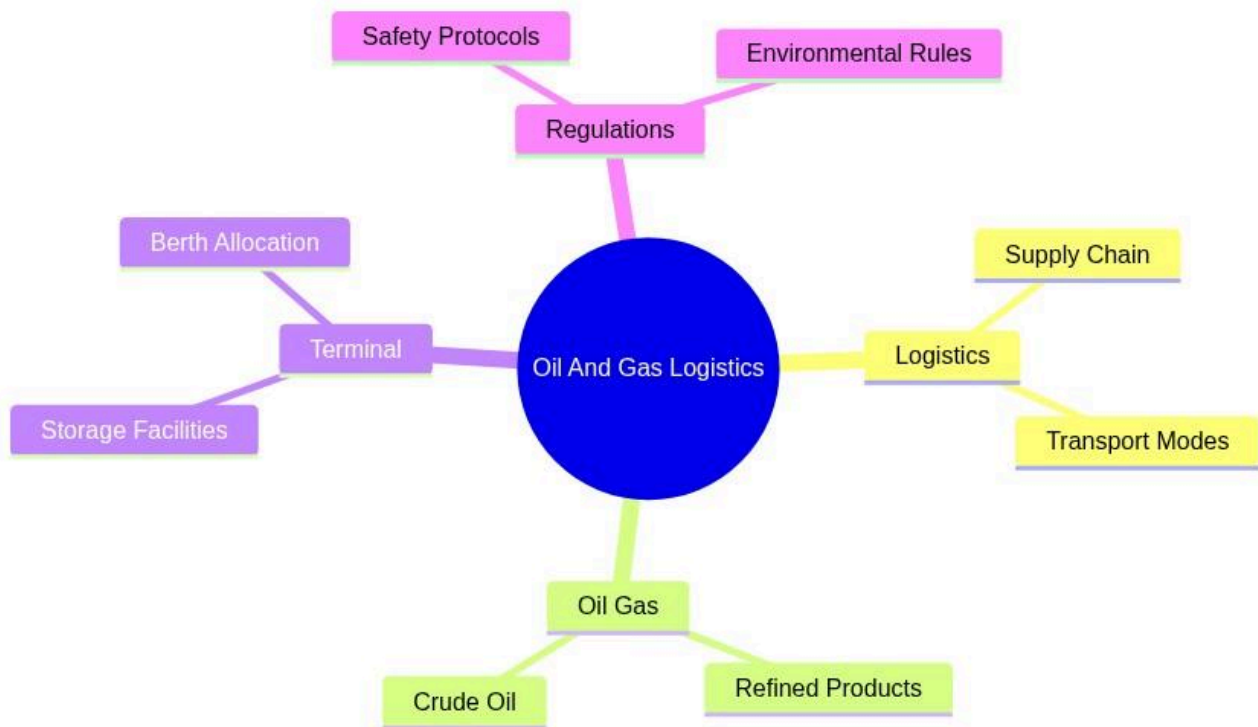 Safety Protocols
Environmental Rules
Regulations
Berth Allocation
Supply Chain
Terminal
Logistics
Oil And Gas Logistics
Storage Facilities
Transport Modes
Oil Gas
Crude Oil
Refined Products